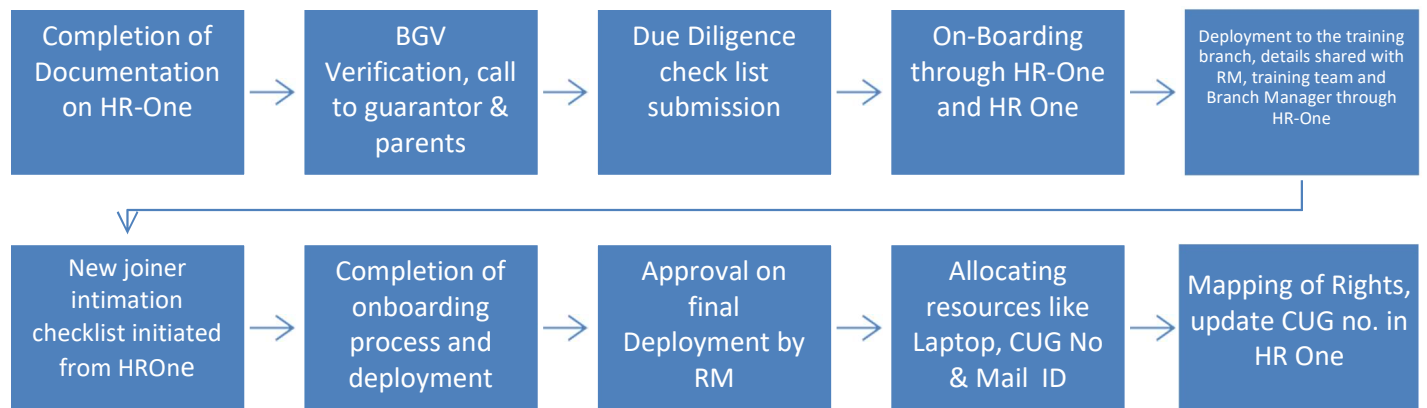 Completion of
Documentation
on HR-One
BGV
Verification, call
to guarantor &
parents
Due Diligence
check list
submission
On-Boarding
through HR-One
and HR One
Deployment to the training
branch, details shared with
RM, training team and
Branch Manager through
HR-One
New joiner
intimation
checklist initiated
from HROne
Completion of
onboarding
process and
deployment
Approval on
final
Deployment by
RM
Allocating
resources like
Laptop, CUG No
& Mail ID
Mapping of Rights,
update CUG no. in
HR One